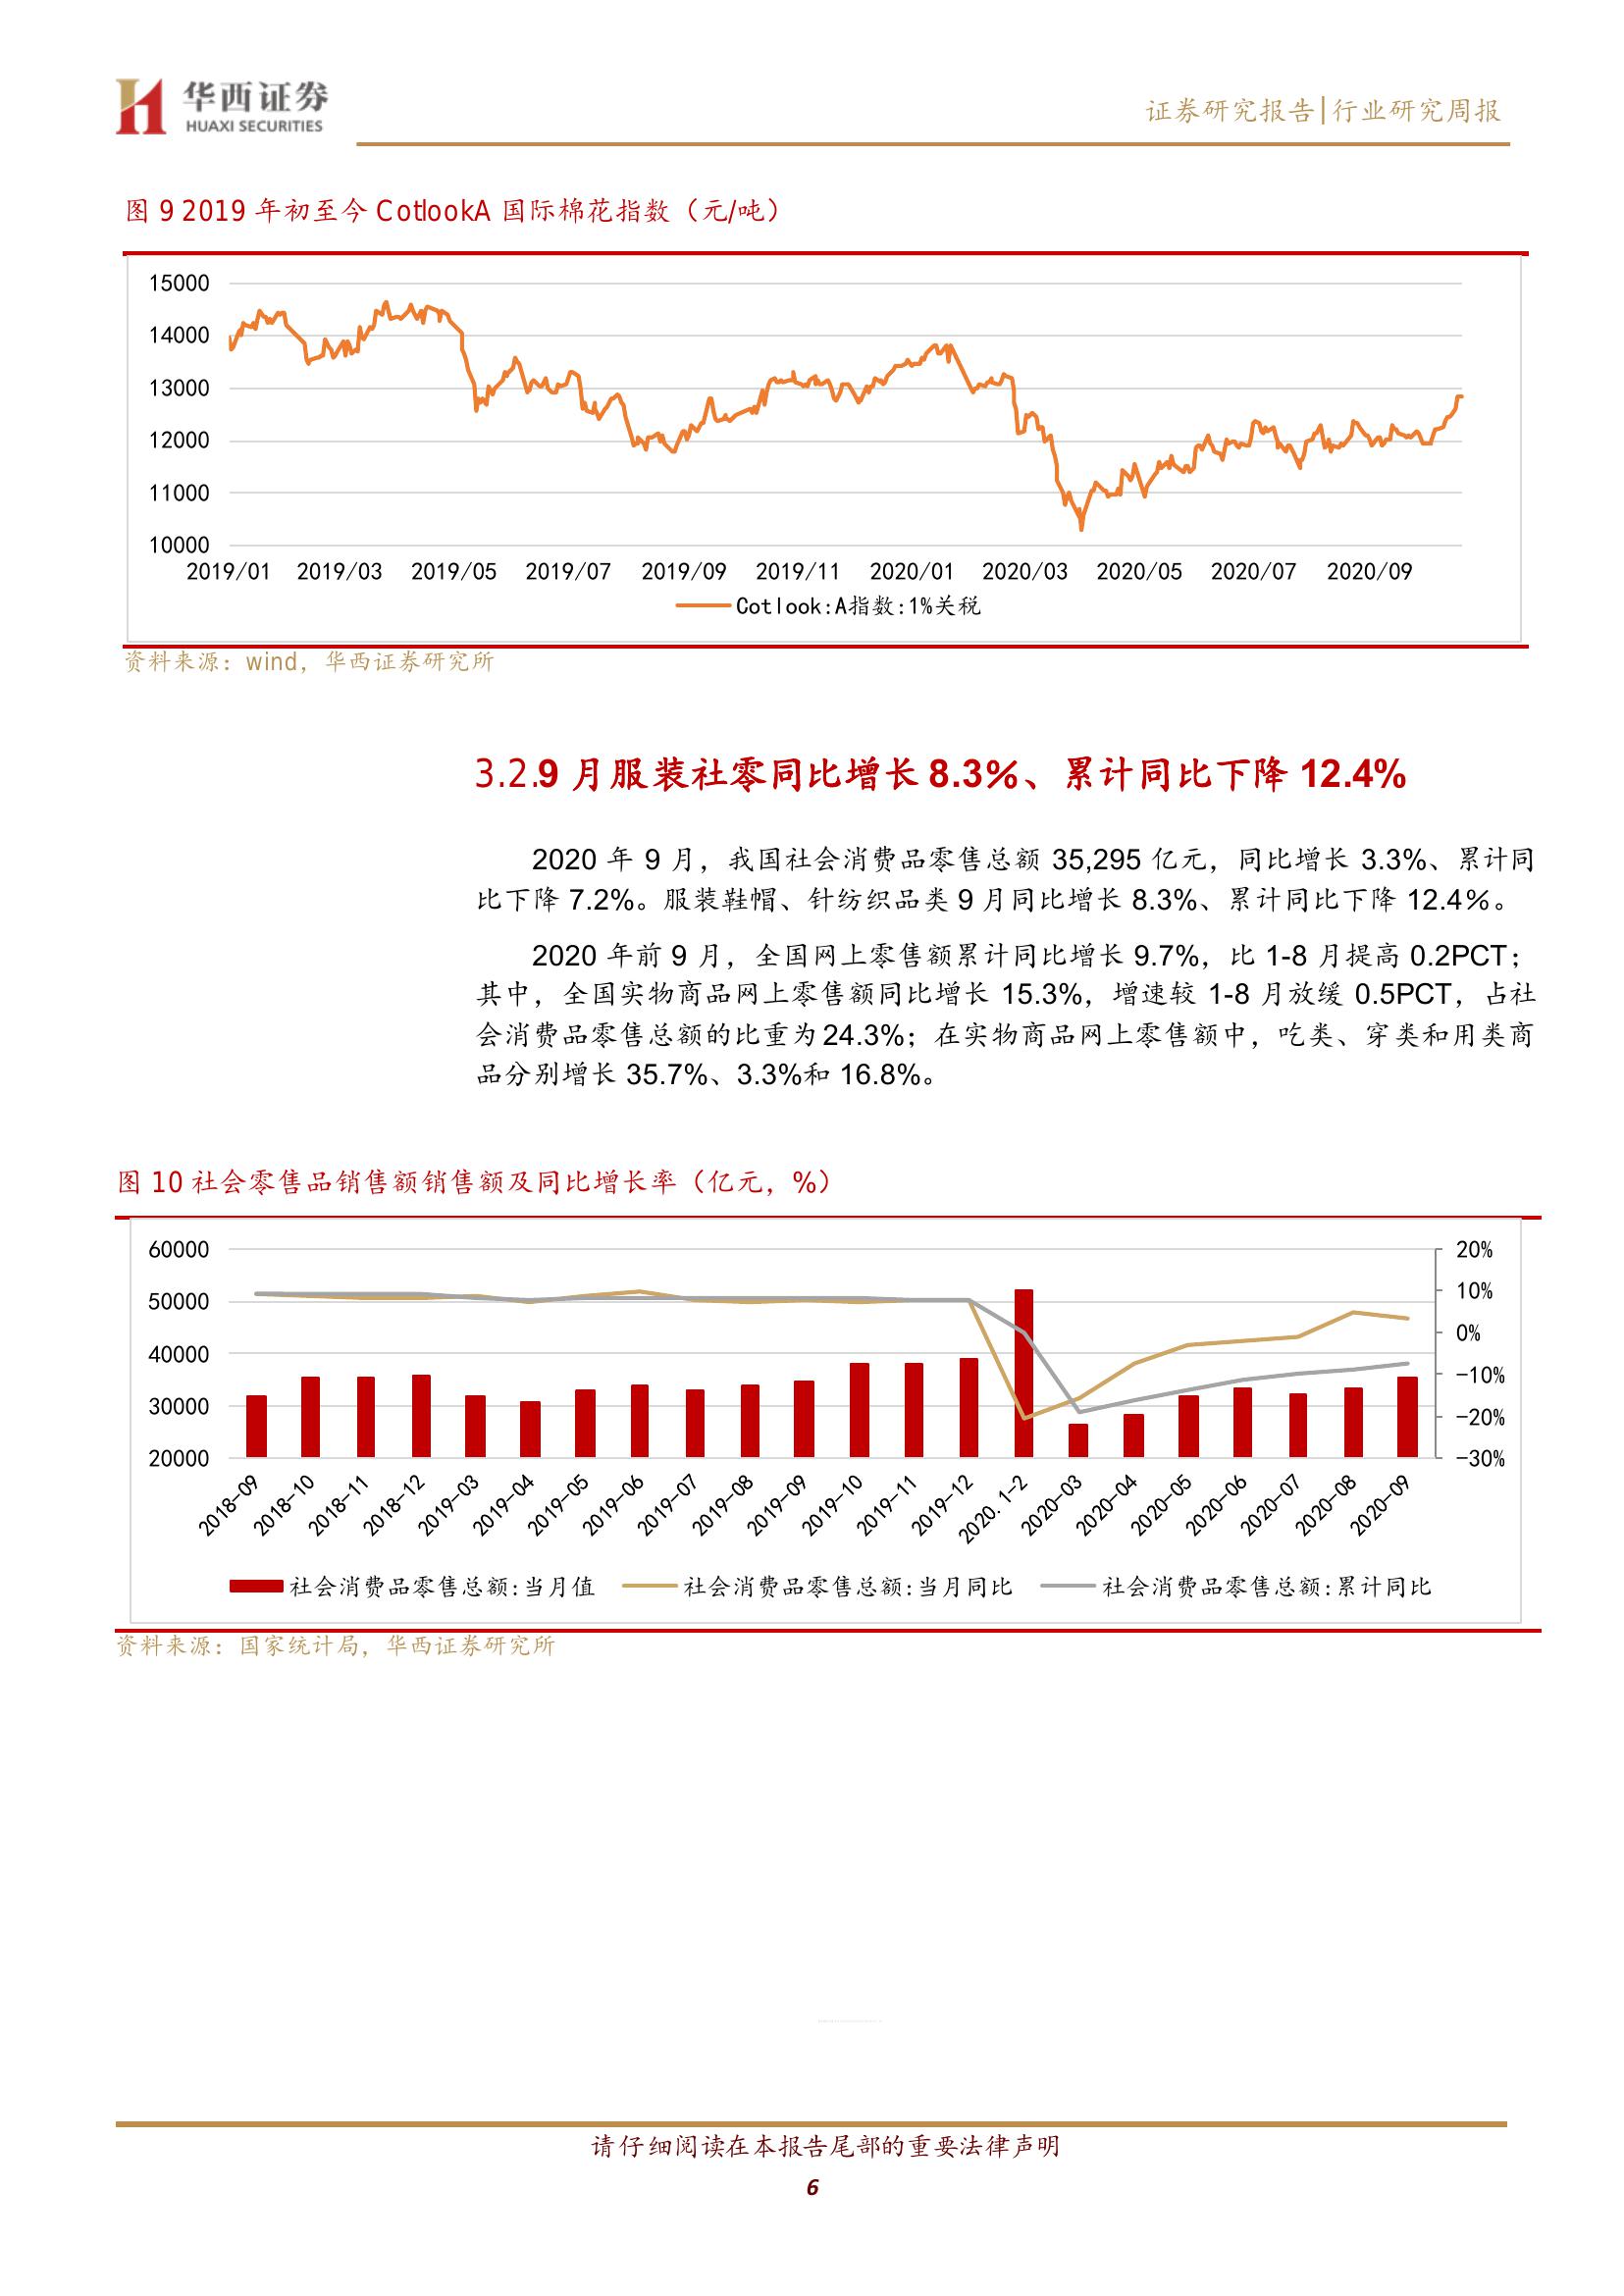 华西证券
HUAXI SECURITIES
证券研究报告|行业研究周报
图 9 2019 年初至今 CotlookA 国际棉花指数（元/吨）
15000
14000
13000
12000
11000
10000
2019/01 2019/03 2019/05 2019/07 2019/09 2019/11 2020/01 2020/03 2020/05 2020/07 2020/09
Cotlook:A指数:1%关税
资料来源：wind，华西证券研究所
3.2.9 月服装社零同比增长 8.3%、累计同比下降 12.4%
2020 年 9 月，我国社会消费品零售总额 35,295 亿元，同比增长 3.3%、累计同
比下降 7.2%。服装鞋帽、针纺织品类 9 月同比增长 8.3%、累计同比下降 12.4%。
2020 年前 9 月，全国网上零售额累计同比增长 9.7%，比 1-8 月提高 0.2PCT；
其中，全国实物商品网上零售额同比增长 15.3%，增速较 1-8 月放缓 0.5PCT，占社
会消费品零售总额的比重为 24.3%；在实物商品网上零售额中，吃类、穿类和用类商
品分别增长 35.7%、3.3%和 16.8%。
图 10 社会零售品销售额销售额及同比增长率（亿元，%）
60000
50000
40000
30000
20000
20%
10%
0%
-10%
-20%
-30%
2018-09 2018-10 2018-11 2018-12 2019-03 2019-04 2019-05 2019-06 2019-07 2019-08 2019-09 2019-10 2019-11 2019-12 2020.1-2 2020-03 2020-04 2020-05 2020-06 2020-07 2020-08 2020-09
社会消费品零售总额:当月值 社会消费品零售总额:当月同比 社会消费品零售总额:累计同比
资料来源：国家统计局，华西证券研究所
请仔细阅读在本报告尾部的重要法律声明
6